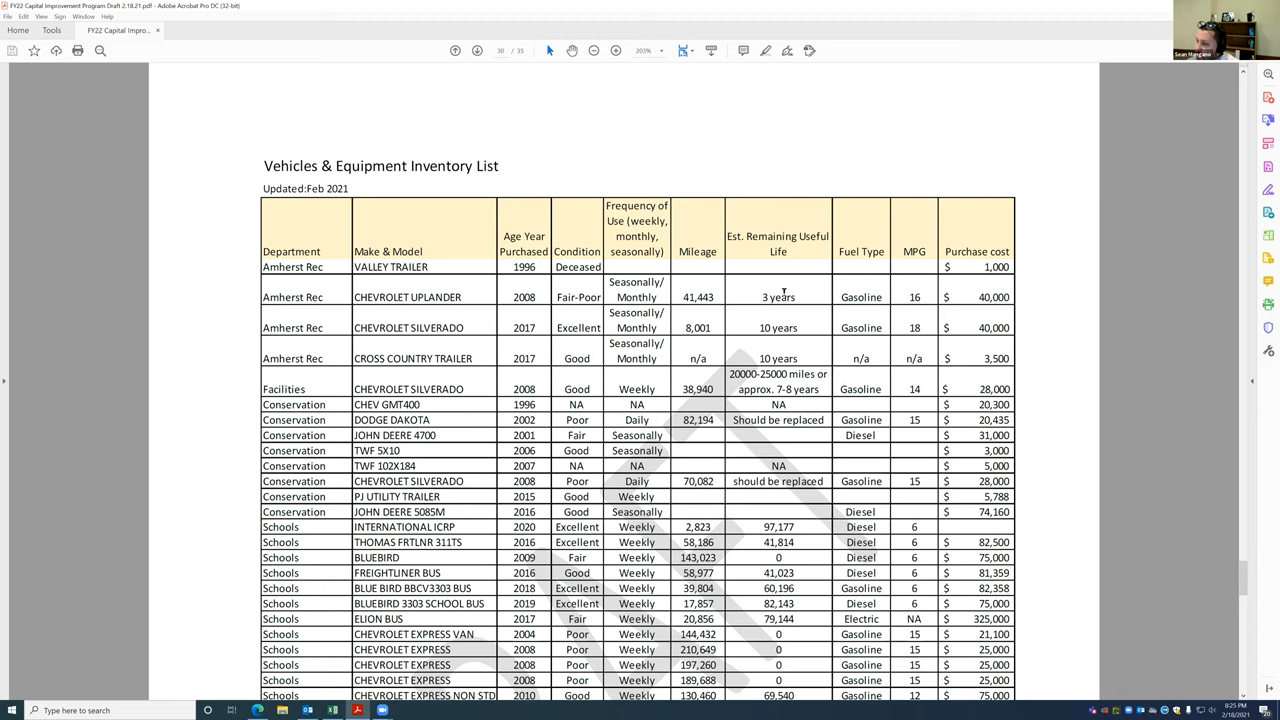 FY22 Capital Improvement Program Draft 2.18.21.pdf - Adobe Acrobat Pro DC (32-bit)
File Edit View Sign Window Help
Home Tools FY22 Capital Impro... ×
30 / 35 203%
Sean Mangano
Vehicles & Equipment Inventory List
Updated:Feb 2021
Department Make & Model Age Year Purchased Condition Frequency of Use (weekly, monthly, seasonally) Mileage Est. Remaining Useful Life Fuel Type MPG Purchase cost
Amherst Rec VALLEY TRAILER 1996 Deceased $ 1,000
Amherst Rec CHEVROLET UPLANDER 2008 Fair-Poor Seasonally/ Monthly 41,443 3 years Gasoline 16 $ 40,000
Amherst Rec CHEVROLET SILVERADO 2017 Excellent Seasonally/ Monthly 8,001 10 years Gasoline 18 $ 40,000
Amherst Rec CROSS COUNTRY TRAILER 2017 Good Seasonally/ Monthly n/a 10 years n/a n/a $ 3,500
Facilities CHEVROLET SILVERADO 2008 Good Weekly 38,940 20000-25000 miles or approx. 7-8 years Gasoline 14 $ 28,000
Conservation CHEV GMT400 1996 NA NA NA $ 20,300
Conservation DODGE DAKOTA 2002 Poor Daily 82,194 Should be replaced Gasoline 15 $ 20,435
Conservation JOHN DEERE 4700 2001 Fair Seasonally Diesel $ 31,000
Conservation TWF 5X10 2006 Good Seasonally $ 3,000
Conservation TWF 102X184 2007 NA NA NA $ 5,000
Conservation CHEVROLET SILVERADO 2008 Poor Daily 70,082 should be replaced Gasoline 15 $ 28,000
Conservation PJ UTILITY TRAILER 2015 Good Weekly $ 5,788
Conservation JOHN DEERE 5085M 2016 Good Seasonally Diesel $ 74,160
Schools INTERNATIONAL ICRP 2020 Excellent Weekly 2,823 97,177 Diesel 6
Schools THOMAS FRTLNR 311TS 2016 Excellent Weekly 58,186 41,814 Diesel 6 $ 82,500
Schools BLUEBIRD 2009 Fair Weekly 143,023 0 Diesel 6 $ 75,000
Schools FREIGHTLINER BUS 2016 Good Weekly 58,977 41,023 Diesel 6 $ 81,359
Schools BLUE BIRD BBCV3303 BUS 2018 Excellent Weekly 39,804 60,196 Diesel 6 $ 82,358
Schools BLUEBIRD 3303 SCHOOL BUS 2019 Excellent Weekly 17,857 82,143 Diesel 6 $ 75,000
Schools ELION BUS 2017 Fair Weekly 20,856 79,144 Electric NA $ 325,000
Schools CHEVROLET EXPRESS VAN 2004 Poor Weekly 144,432 0 Gasoline 15 $ 21,100
Schools CHEVROLET EXPRESS 2008 Poor Weekly 210,649 0 Gasoline 15 $ 25,000
Schools CHEVROLET EXPRESS 2008 Poor Weekly 197,260 0 Gasoline 15 $ 25,000
Schools CHEVROLET EXPRESS 2008 Poor Weekly 189,688 0 Gasoline 15 $ 25,000
Schools CHEVROLET EXPRESS NON STD 2010 Good Weekly 130,460 69,540 Gasoline 12 $ 75,000
DRAFT
Type here to search
8:25 PM
2/18/2021
20